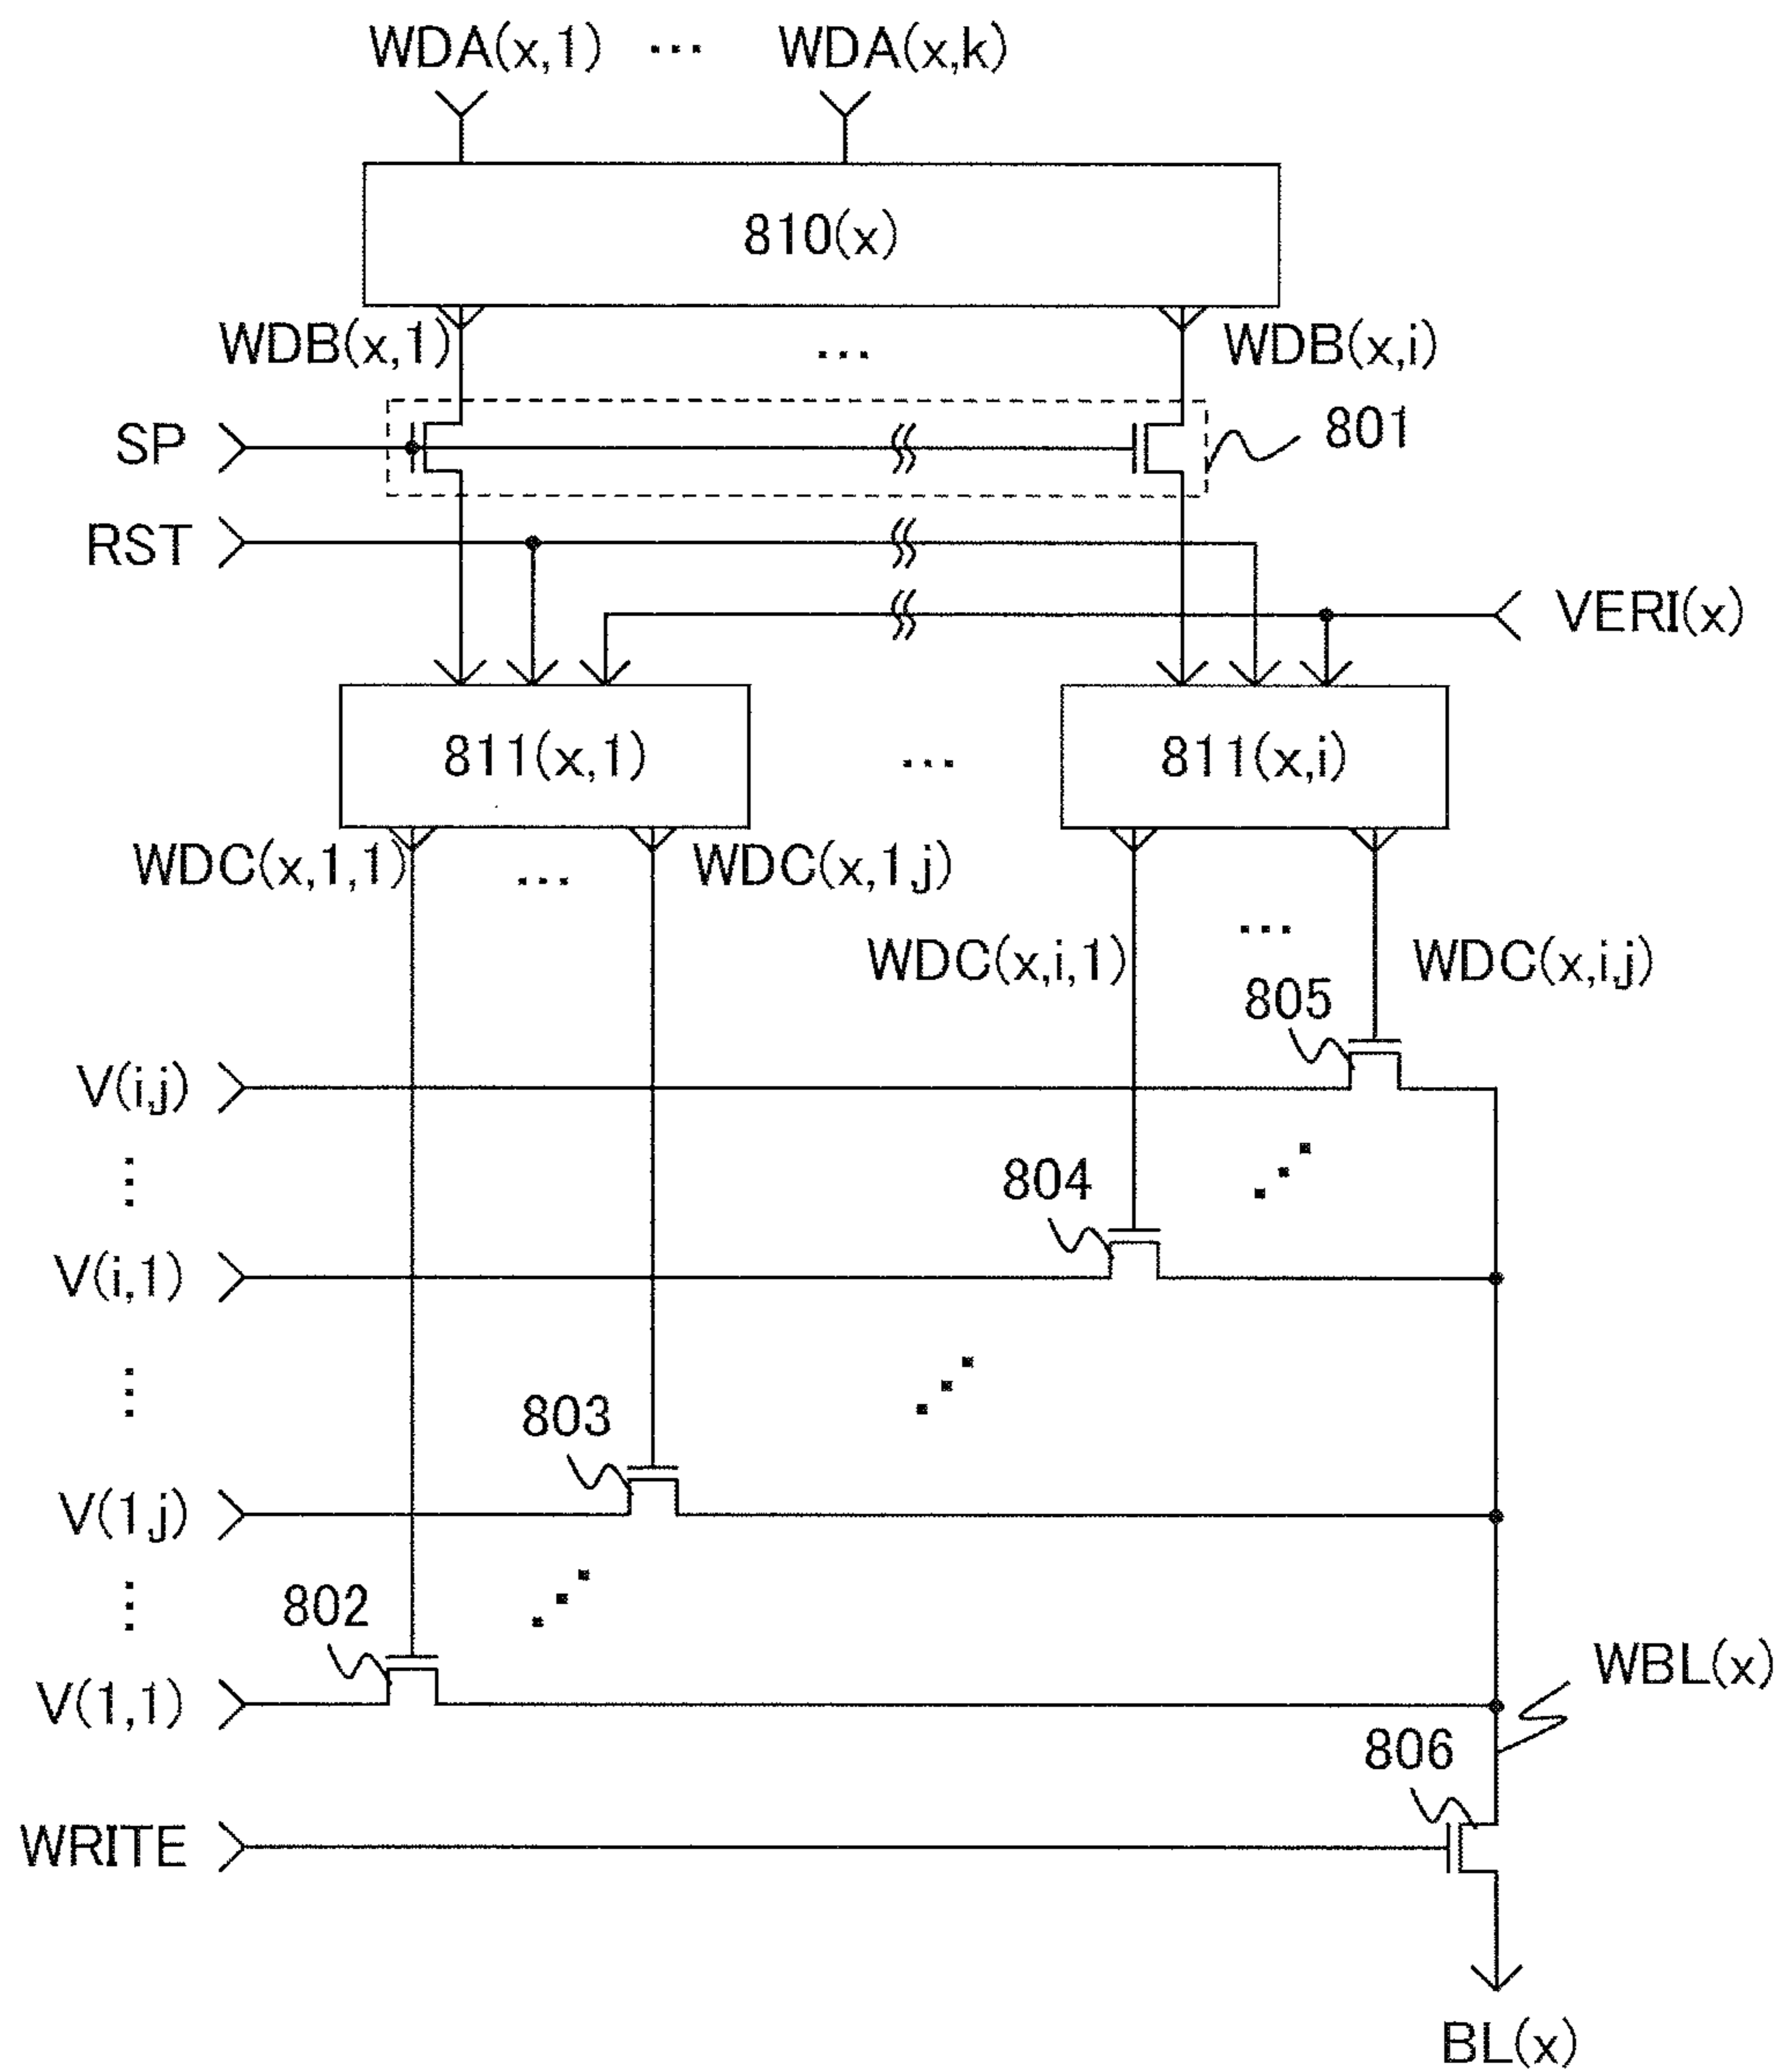 WDA(x,1) ... WDA(x,k)
810(x)
WDB(x,1) ... WDB(x,i)
SP
801
RST
VERI(x)
811(x,1) ... 811(x,i)
WDC(x,1,1) ... WDC(x,1,j)
...
WDC(x,i,1) WDC(x,i,j)
805
V(i,j)
804
V(i,1)
803
V(1,j)
802
WBL(x)
V(1,1)
806
WRITE
BL(x)